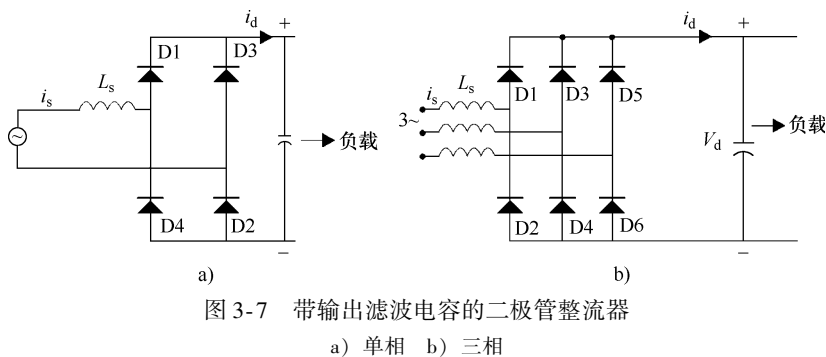 i_d
+
D1
D3
i_s
L_s
~
负载
D4
D2
−
a)
i_d
+
i_s
L_s
D1
D3
D5
3~
V_d
负载
D2
D4
D6
−
b)
图 3-7 带输出滤波电容的二极管整流器
a) 单相 b) 三相